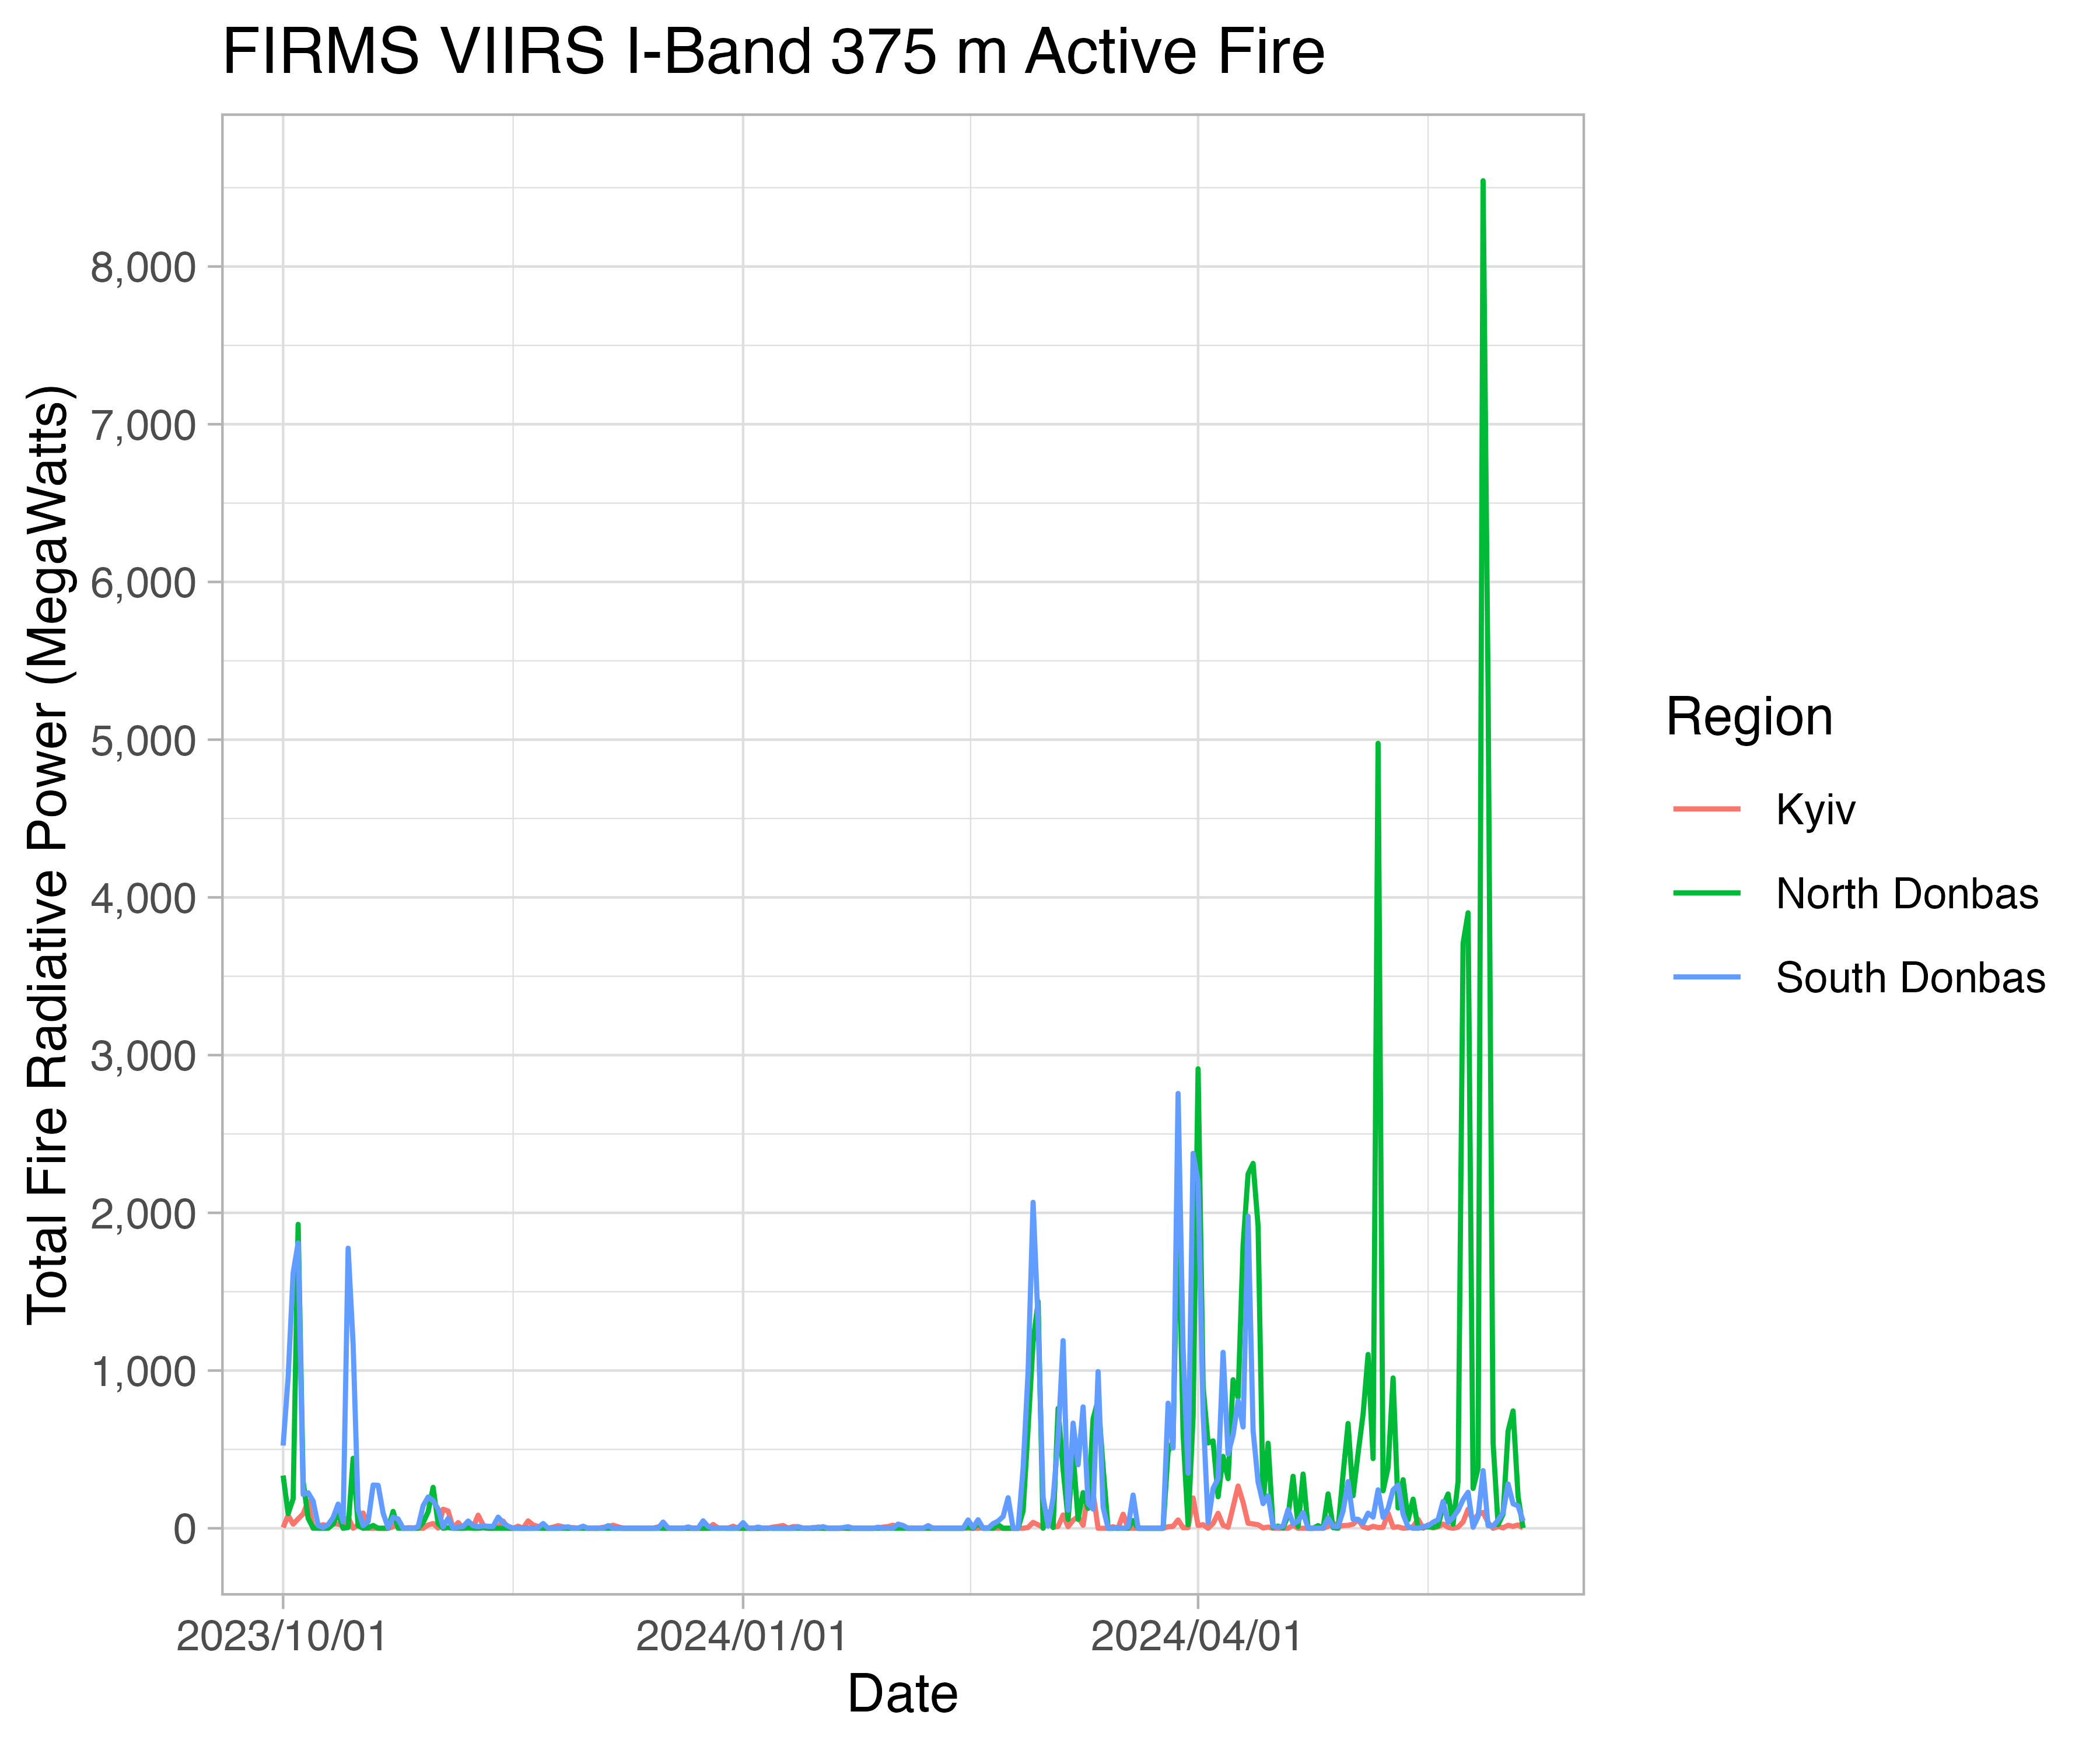 FIRMS VIIRS I-Band 375 m Active Fire
Total Fire Radiative Power (MegaWatts)
8,000
7,000
6,000
5,000
4,000
3,000
2,000
1,000
0
2023/10/01
2024/01/01
2024/04/01
Date
Region
Kyiv
North Donbas
South Donbas